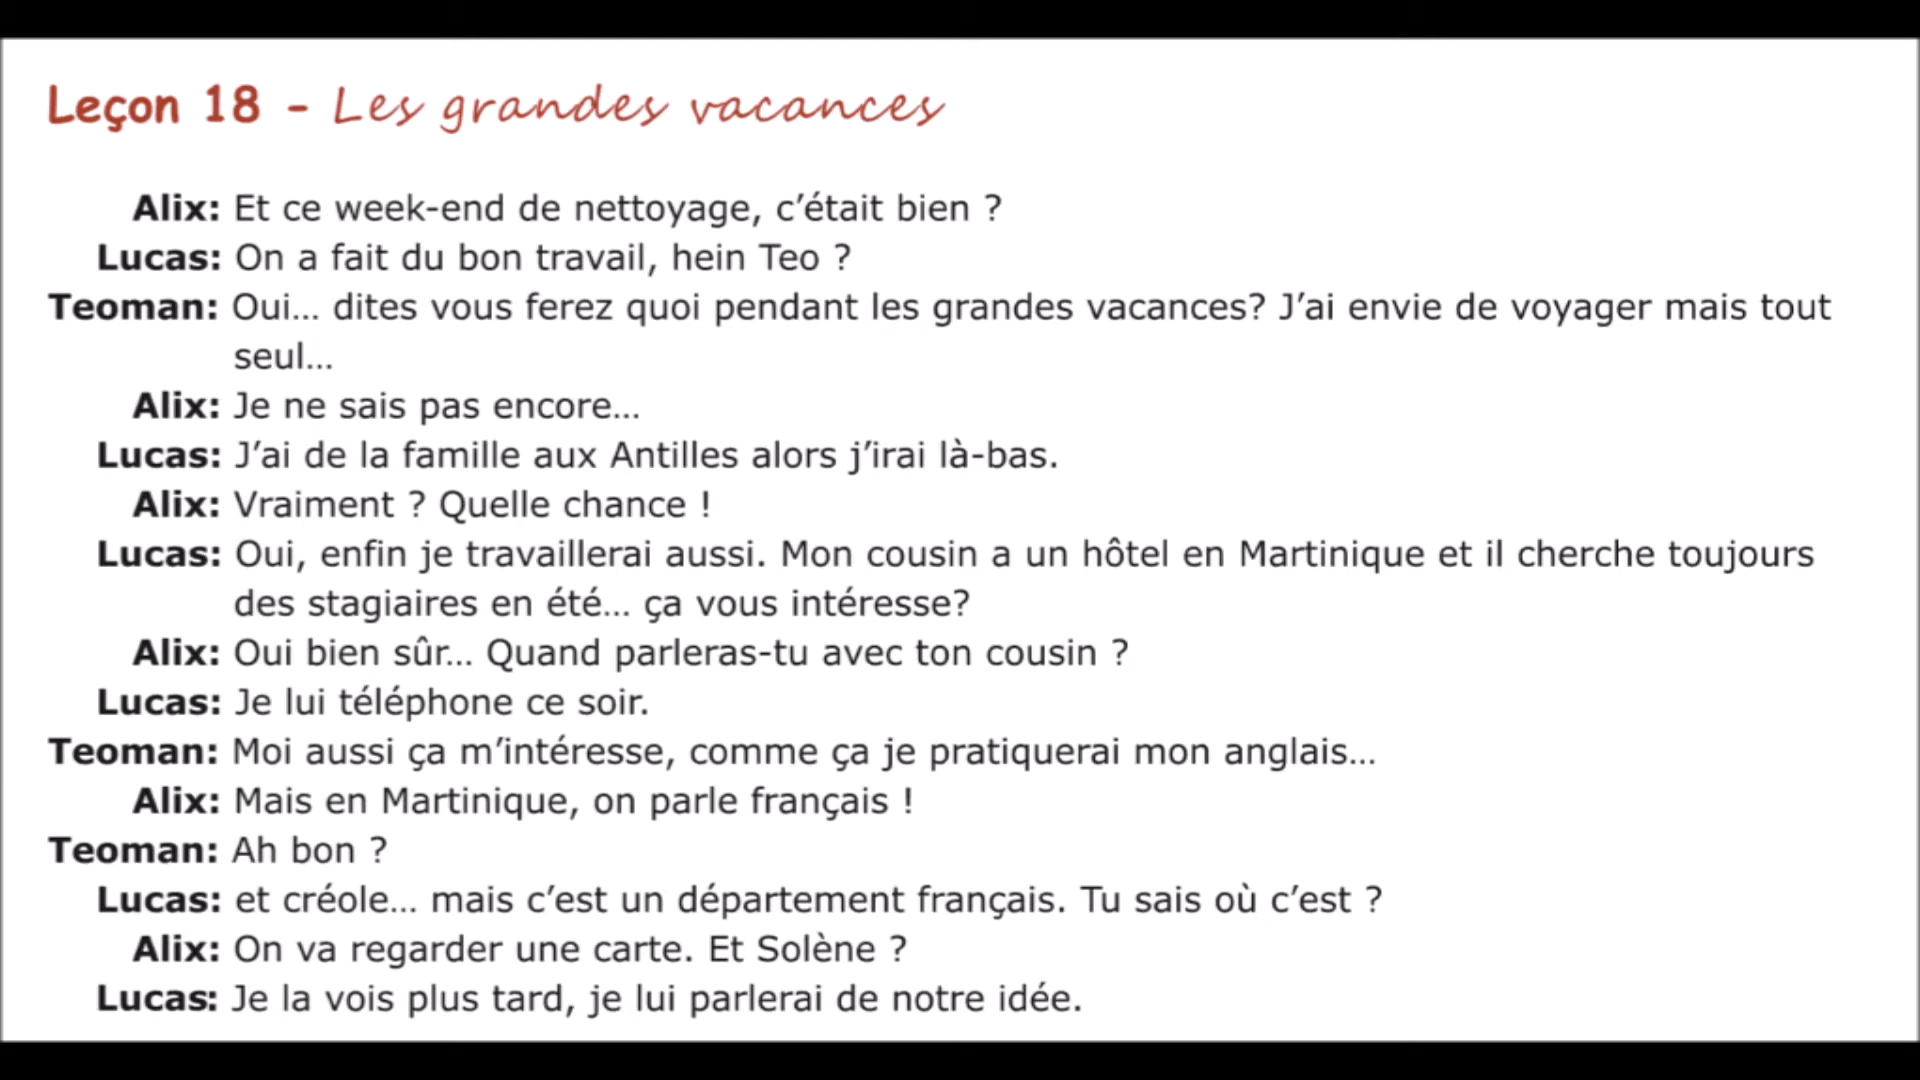 Leçon 18 - Les grandes vacances
Alix: Et ce week-end de nettoyage, c’était bien ?
Lucas: On a fait du bon travail, hein Teo ?
Teoman: Oui... dites vous ferez quoi pendant les grandes vacances? J’ai envie de voyager mais tout
seul...
Alix: Je ne sais pas encore...
Lucas: J’ai de la famille aux Antilles alors j’irai là-bas.
Alix: Vraiment ? Quelle chance !
Lucas: Oui, enfin je travaillerai aussi. Mon cousin a un hôtel en Martinique et il cherche toujours
des stagiaires en été... ça vous intéresse?
Alix: Oui bien sûr... Quand parleras-tu avec ton cousin ?
Lucas: Je lui téléphone ce soir.
Teoman: Moi aussi ça m’intéresse, comme ça je pratiquerai mon anglais...
Alix: Mais en Martinique, on parle français !
Teoman: Ah bon ?
Lucas: et créole... mais c’est un département français. Tu sais où c’est ?
Alix: On va regarder une carte. Et Solène ?
Lucas: Je la vois plus tard, je lui parlerai de notre idée.